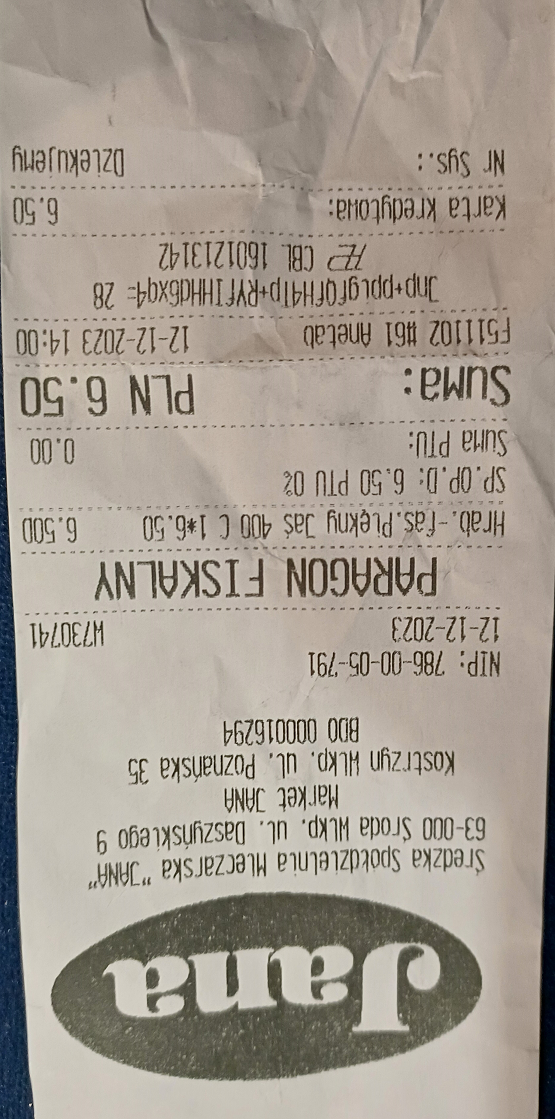 Jana
Średzka Spółdzielnia Mleczarska "JANA"
63-000 Środa Wlkp. ul. Daszyńskiego 9
Market JANA
Kostrzyn Wlkp. ul. Poznańska 35
BDO 000016294
NIP: 786-00-05-791
12-12-2023 W730741
PARAGON FISKALNY
Hrab.-fas.Piękny Jaś 400 C 1*6.50 6.50D
SP.OP.D: 6.50 PTU 0%
Suma PTU: 0.00
Suma: PLN 6.50
F511102 #61 Anetab 12-12-2023 14:00
Jnp+ppLgfQfH4Ip+RYFIHHd6xq4= 28
CBL 1601213142
Karta kredytowa: 6.50
Nr Sys.: Dziękujemy